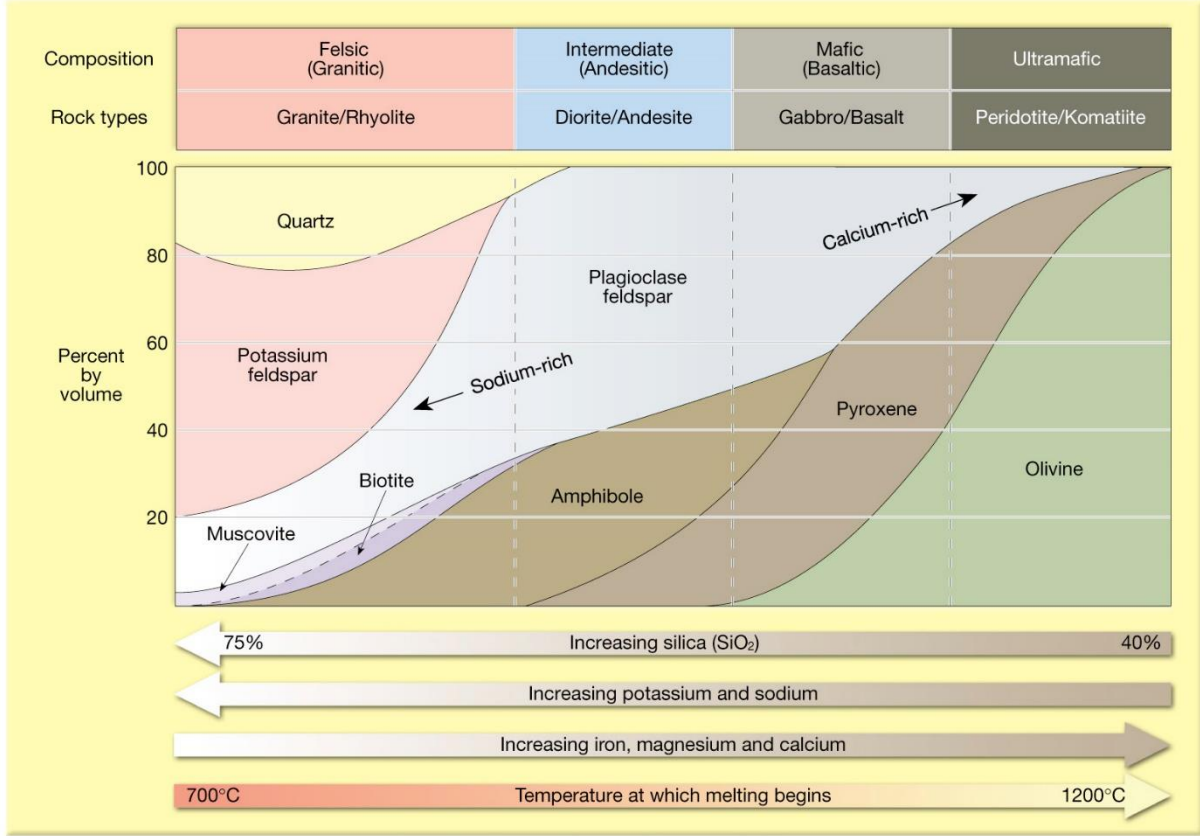 Composition
Felsic
(Granitic)
Intermediate
(Andesitic)
Mafic
(Basaltic)
Ultramafic
Rock types
Granite/Rhyolite
Diorite/Andesite
Gabbro/Basalt
Peridotite/Komatiite
Percent
by
volume
100
80
60
40
20
Quartz
Calcium-rich
Plagioclase
feldspar
Potassium
feldspar
Sodium-rich
Pyroxene
Biotite
Amphibole
Olivine
Muscovite
75% Increasing silica (SiO₂) 40%
Increasing potassium and sodium
Increasing iron, magnesium and calcium
700°C Temperature at which melting begins 1200°C